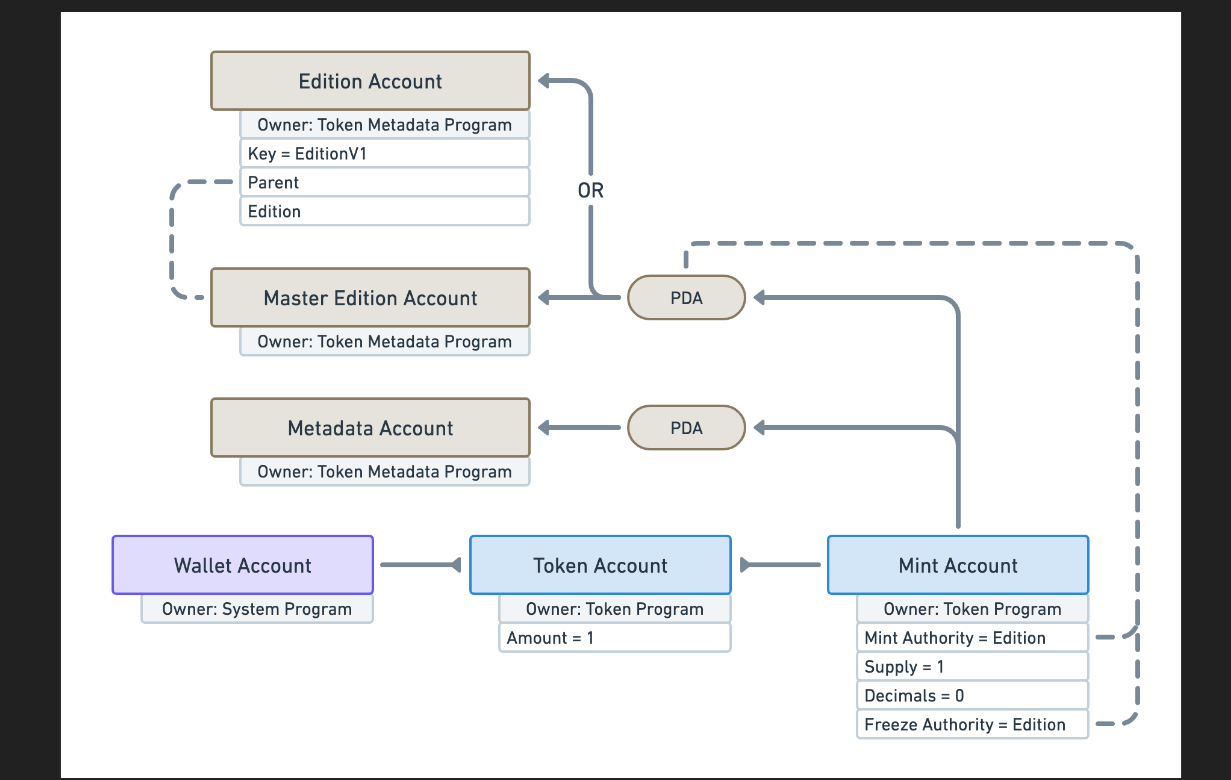 Edition Account
Owner: Token Metadata Program
Key = EditionV1
Parent
Edition
OR
Master Edition Account
Owner: Token Metadata Program
PDA
Metadata Account
Owner: Token Metadata Program
PDA
Wallet Account
Owner: System Program
Token Account
Owner: Token Program
Amount = 1
Mint Account
Owner: Token Program
Mint Authority = Edition
Supply = 1
Decimals = 0
Freeze Authority = Edition